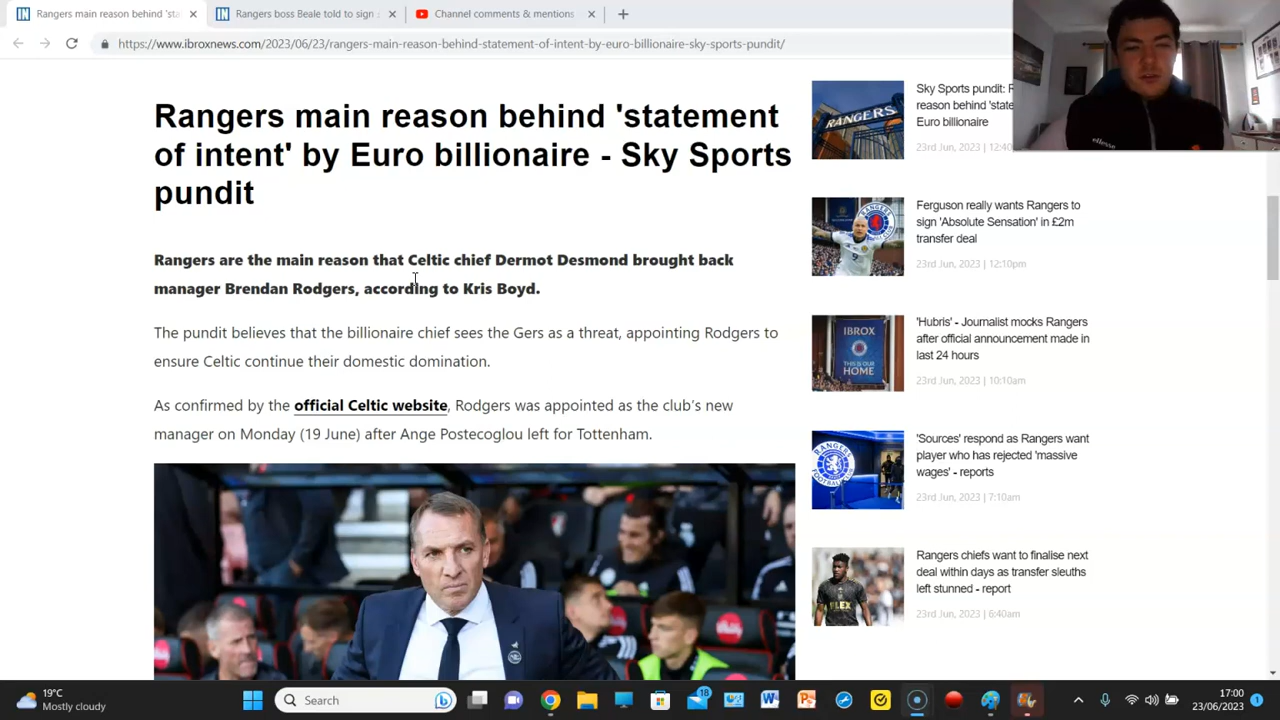 Rangers main reason behind 'sta
Rangers boss Beale told to sign
Channel comments & mentions
https://www.ibroxnews.com/2023/06/23/rangers-main-reason-behind-statement-of-intent-by-euro-billionaire-sky-sports-pundit/
Rangers main reason behind 'statement
of intent' by Euro billionaire - Sky Sports
pundit
Rangers are the main reason that Celtic chief Dermot Desmond brought back
manager Brendan Rodgers, according to Kris Boyd.
The pundit believes that the billionaire chief sees the Gers as a threat, appointing Rodgers to
ensure Celtic continue their domestic domination.
As confirmed by the official Celtic website, Rodgers was appointed as the club's new
manager on Monday (19 June) after Ange Postecoglou left for Tottenham.
RANGERS
Sky Sports pundit: R
reason behind 'state
Euro billionaire
23rd Jun, 2023 | 12:40
Ferguson really wants Rangers to
sign 'Absolute Sensation' in £2m
transfer deal
23rd Jun, 2023 | 12:10pm
IBROX
THIS IS OUR
HOME
'Hubris' - Journalist mocks Rangers
after official announcement made in
last 24 hours
23rd Jun, 2023 | 10:10am
'Sources' respond as Rangers want
player who has rejected 'massive
wages' - reports
23rd Jun, 2023 | 7:10am
Rangers chiefs want to finalise next
deal within days as transfer sleuths
left stunned - report
23rd Jun, 2023 | 6:40am
ellesse
19°C
Mostly cloudy
Search
18
17:00
23/06/2023
1